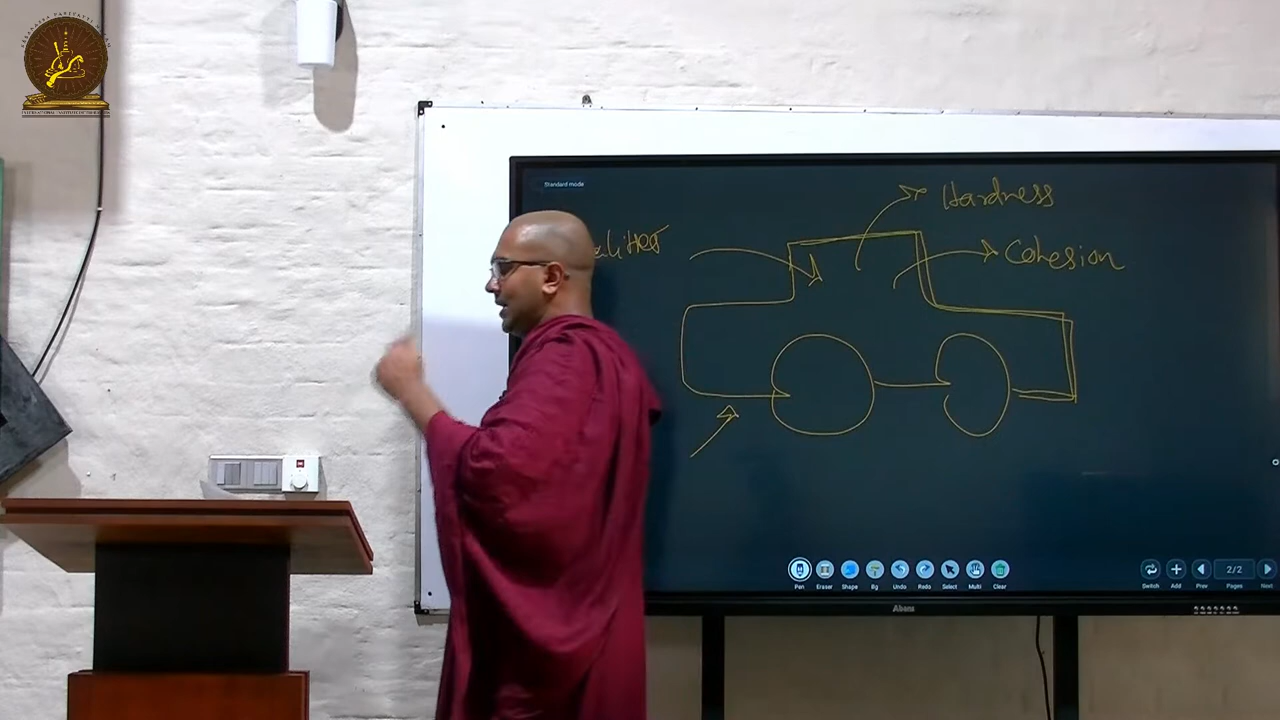 Standard mode
Hardness
Cohesion
Pen Eraser Shape Bg Undo Redo Select Multi Clear
Switch Add Prev 2/2 Pages Next
Abans